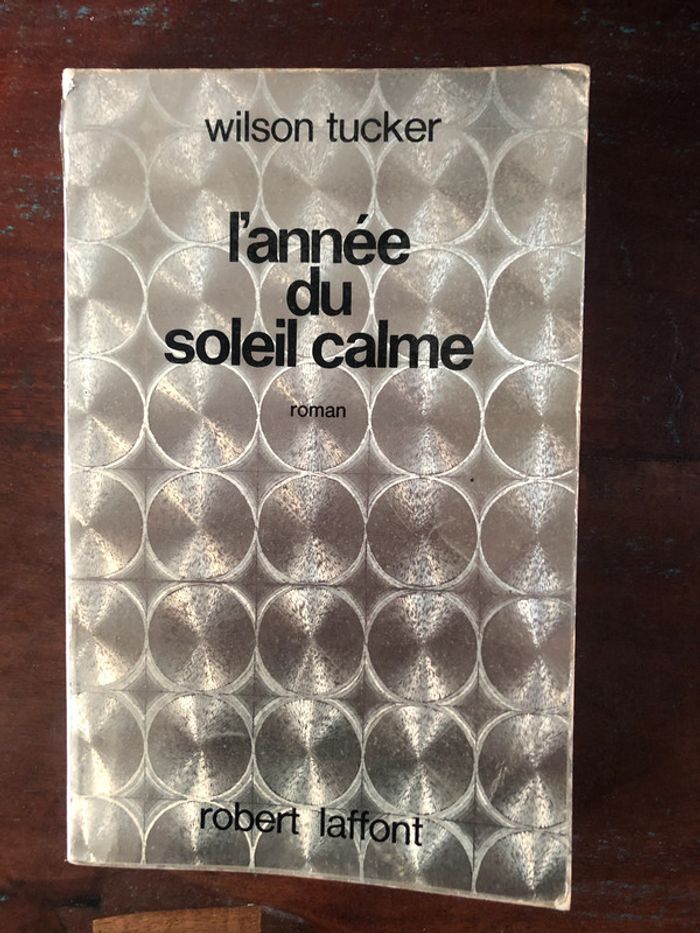 wilson tucker
l'année
du
soleil calme
roman
robert laffont